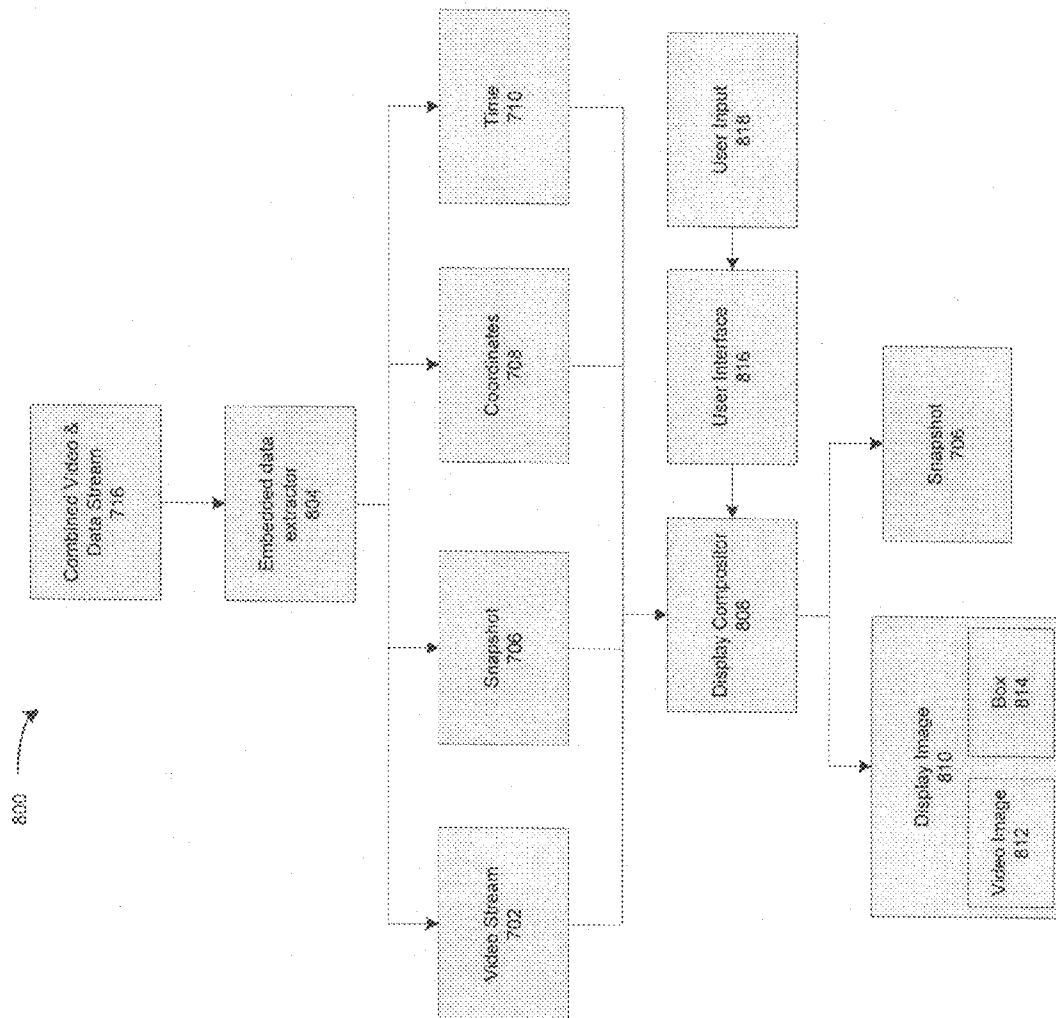 800
Combined Video &
Data Stream
716
Embedded data
extractor
804
Video Stream
702
Snapshot
706
Coordinates
708
Time
710
Display Compositor
808
User Interface
816
User Input
818
Display Image
810
Video Image
812
Box
814
Snapshot
706